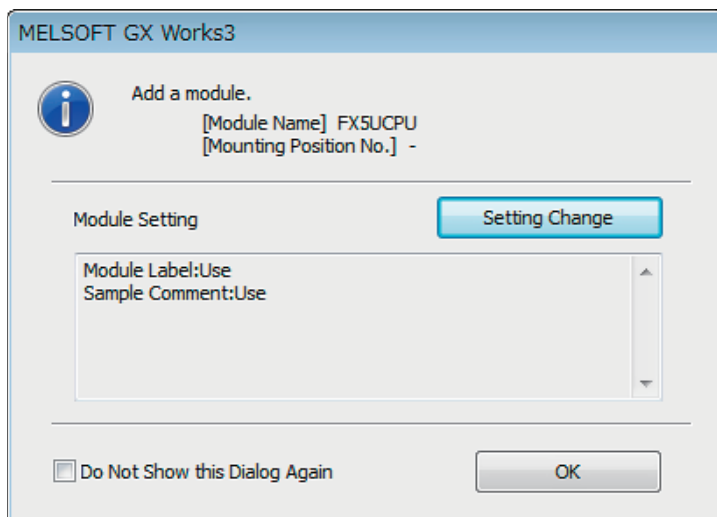 MELSOFT GX Works3
Add a module.
[Module Name] FX5UCPU
[Mounting Position No.] -
Module Setting
Setting Change
Module Label:Use
Sample Comment:Use
Do Not Show this Dialog Again
OK